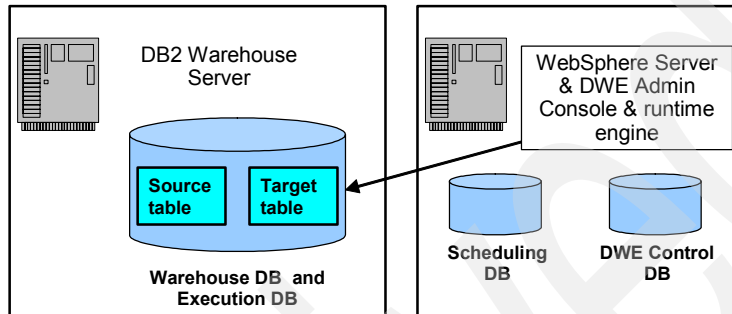 DB2 Warehouse
Server
Source
table
Target
table
Warehouse DB and
Execution DB
WebSphere Server
& DWE Admin
Console & runtime
engine
Scheduling
DB
DWE Control
DB